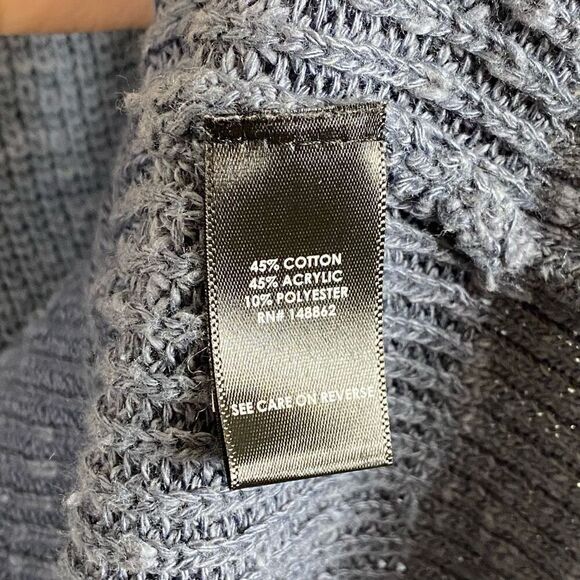 45% COTTON
45% ACRYLIC
10% POLYESTER
RN# 148862
SEE CARE ON REVERSE